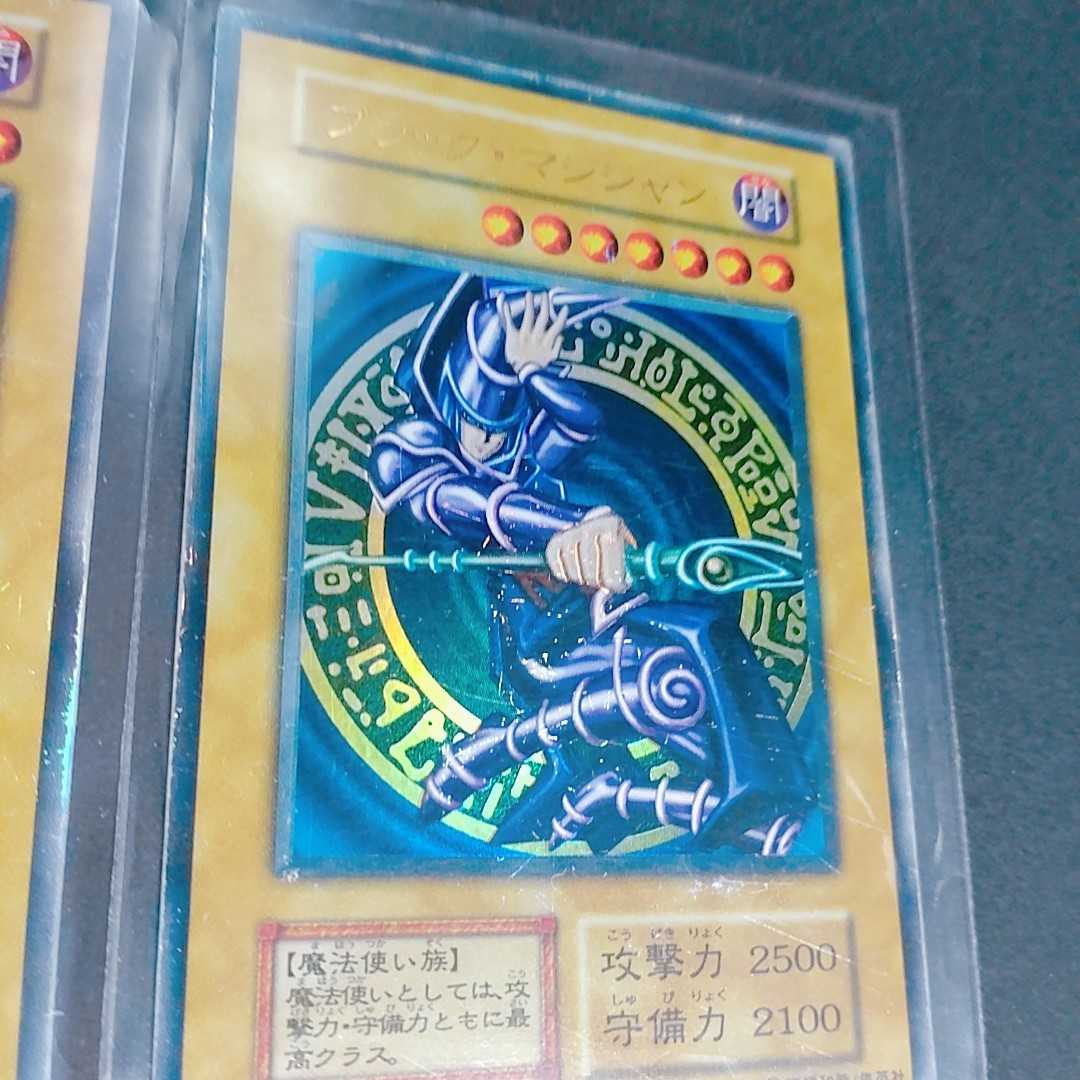 ブラック・マジシャン
闇
【魔法使い族】
魔法使いとしては、攻
撃力・守備力ともに最
高クラス。
攻撃力 2500
守備力 2100